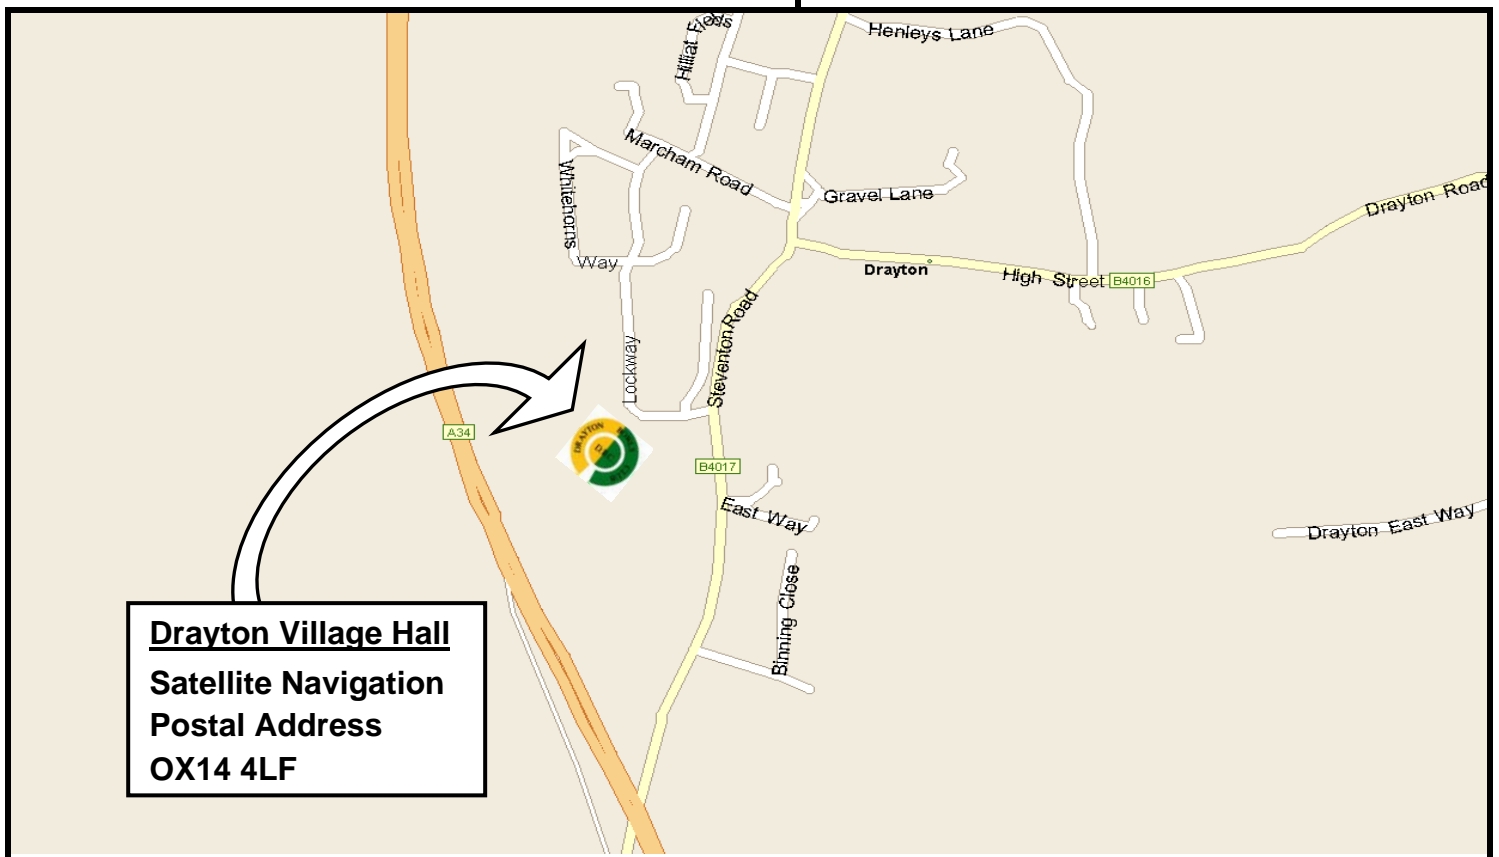 Henleys Lane
Hilliat Fields
Marcham Road
Whitehorns
Way
Gravel Lane
Drayton Road
Drayton
High Street
B4016
Steventon Road
Lockway
A34
DRAYTON
B4017
East Way
Drayton East Way
Binning Close
Drayton Village Hall
Satellite Navigation
Postal Address
OX14 4LF